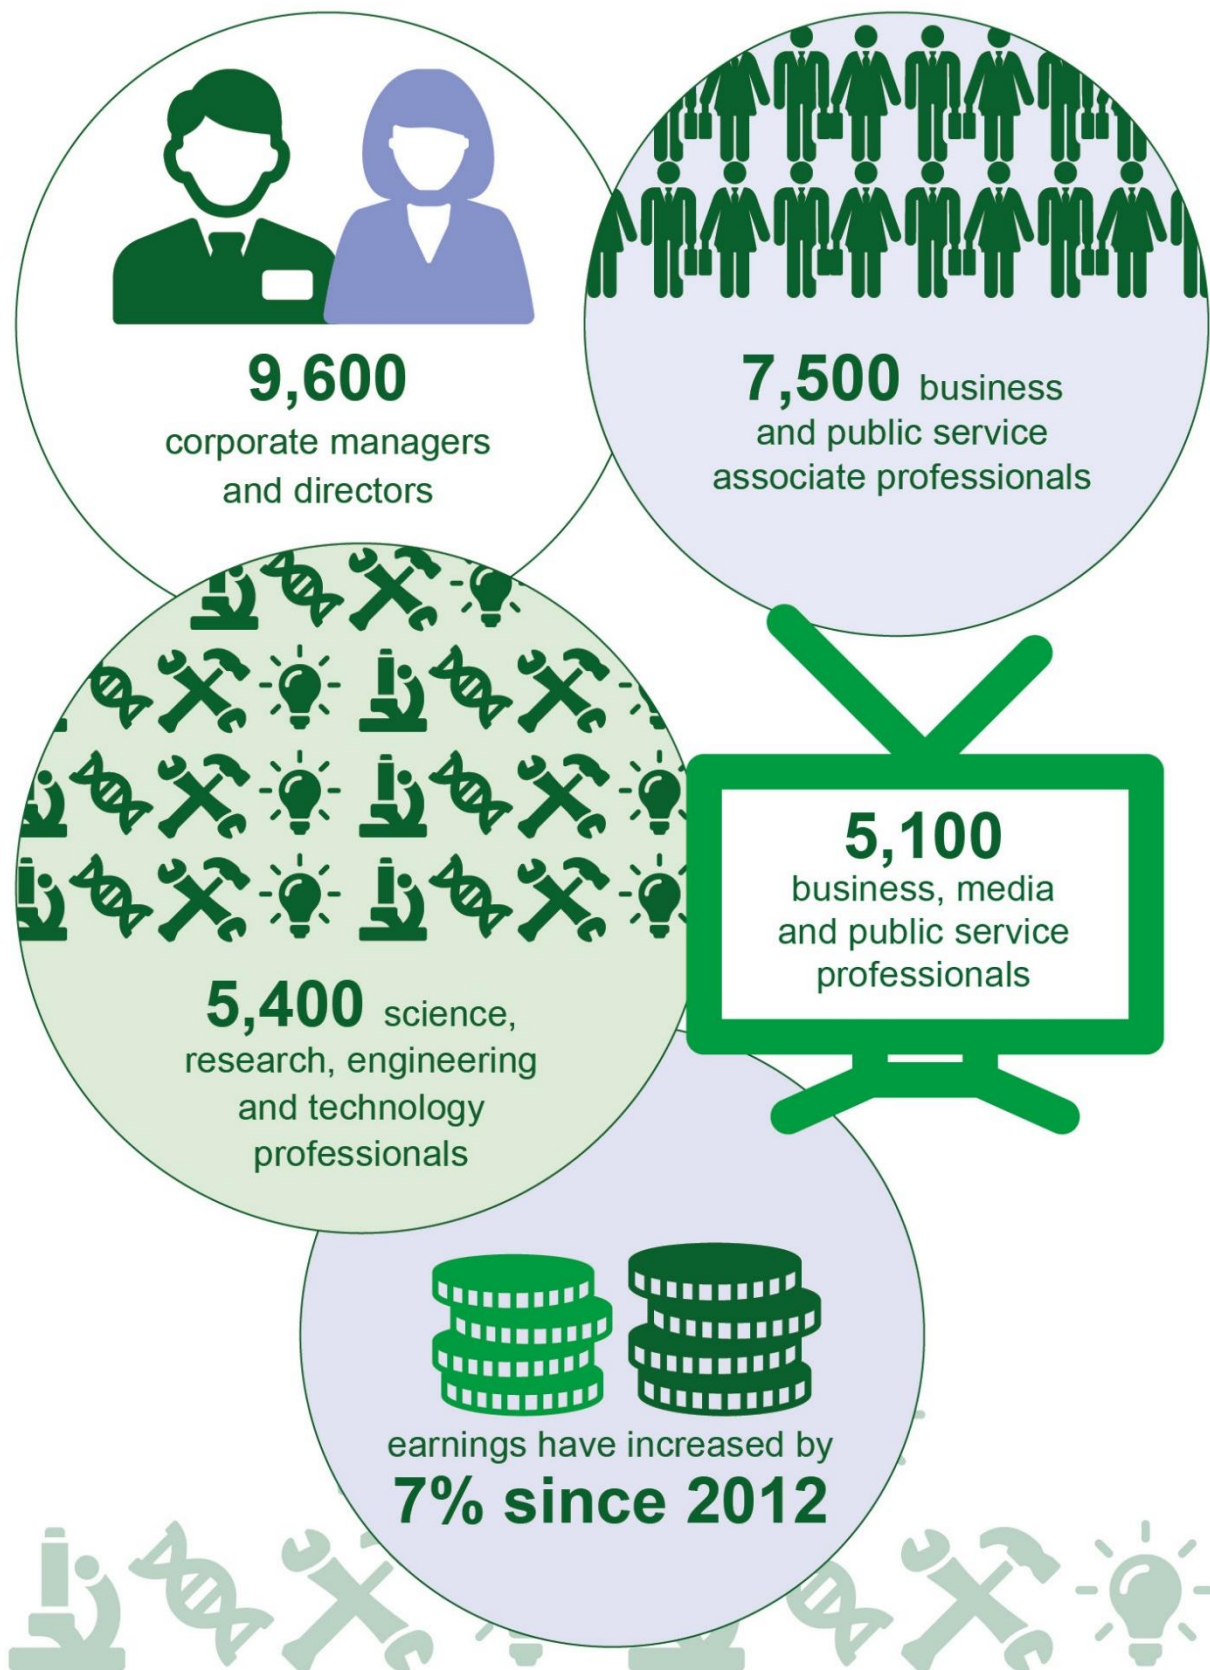 9,600
corporate managers
and directors
7,500 business
and public service
associate professionals
5,100
business, media
and public service
professionals
5,400 science,
research, engineering
and technology
professionals
earnings have increased by
7% since 2012